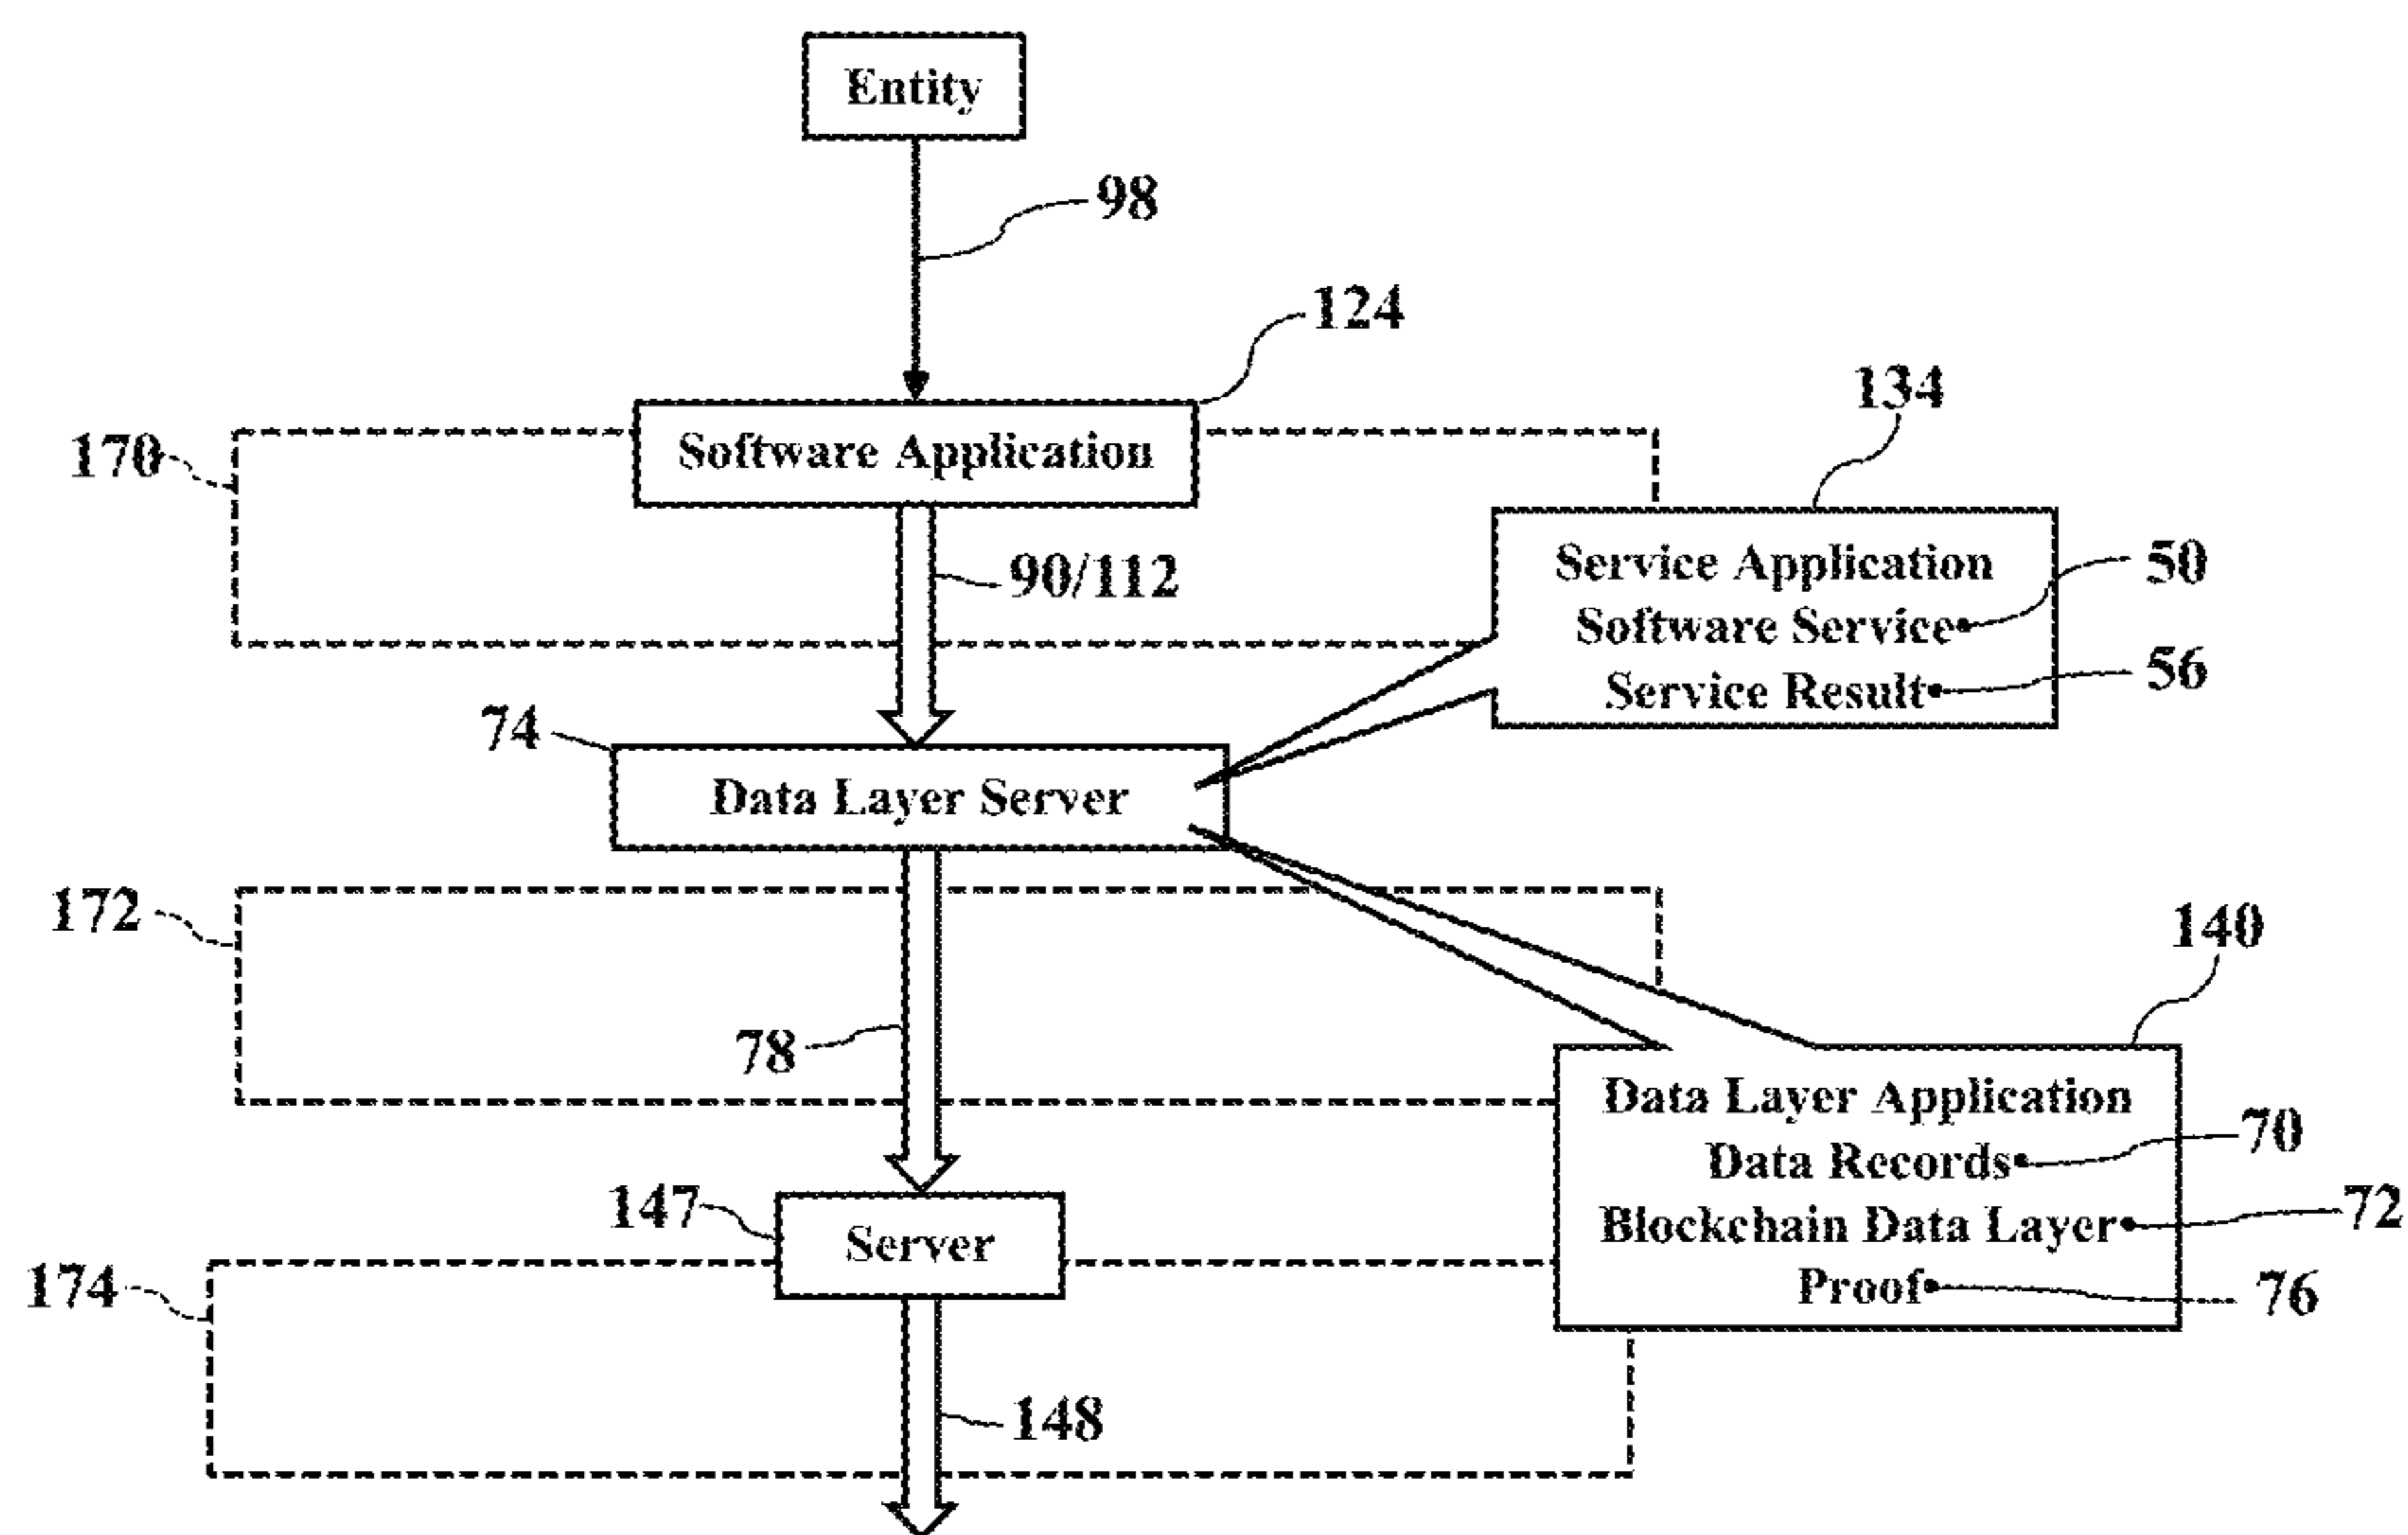 Entity
98
124
134
170
Software Application
Service Application
50
90/112
Software Service
56
Service Result
74
Data Layer Server
172
140
78
Data Layer Application
70
Data Records
147
Blockchain Data Layer
72
Server
174
Proof
76
148